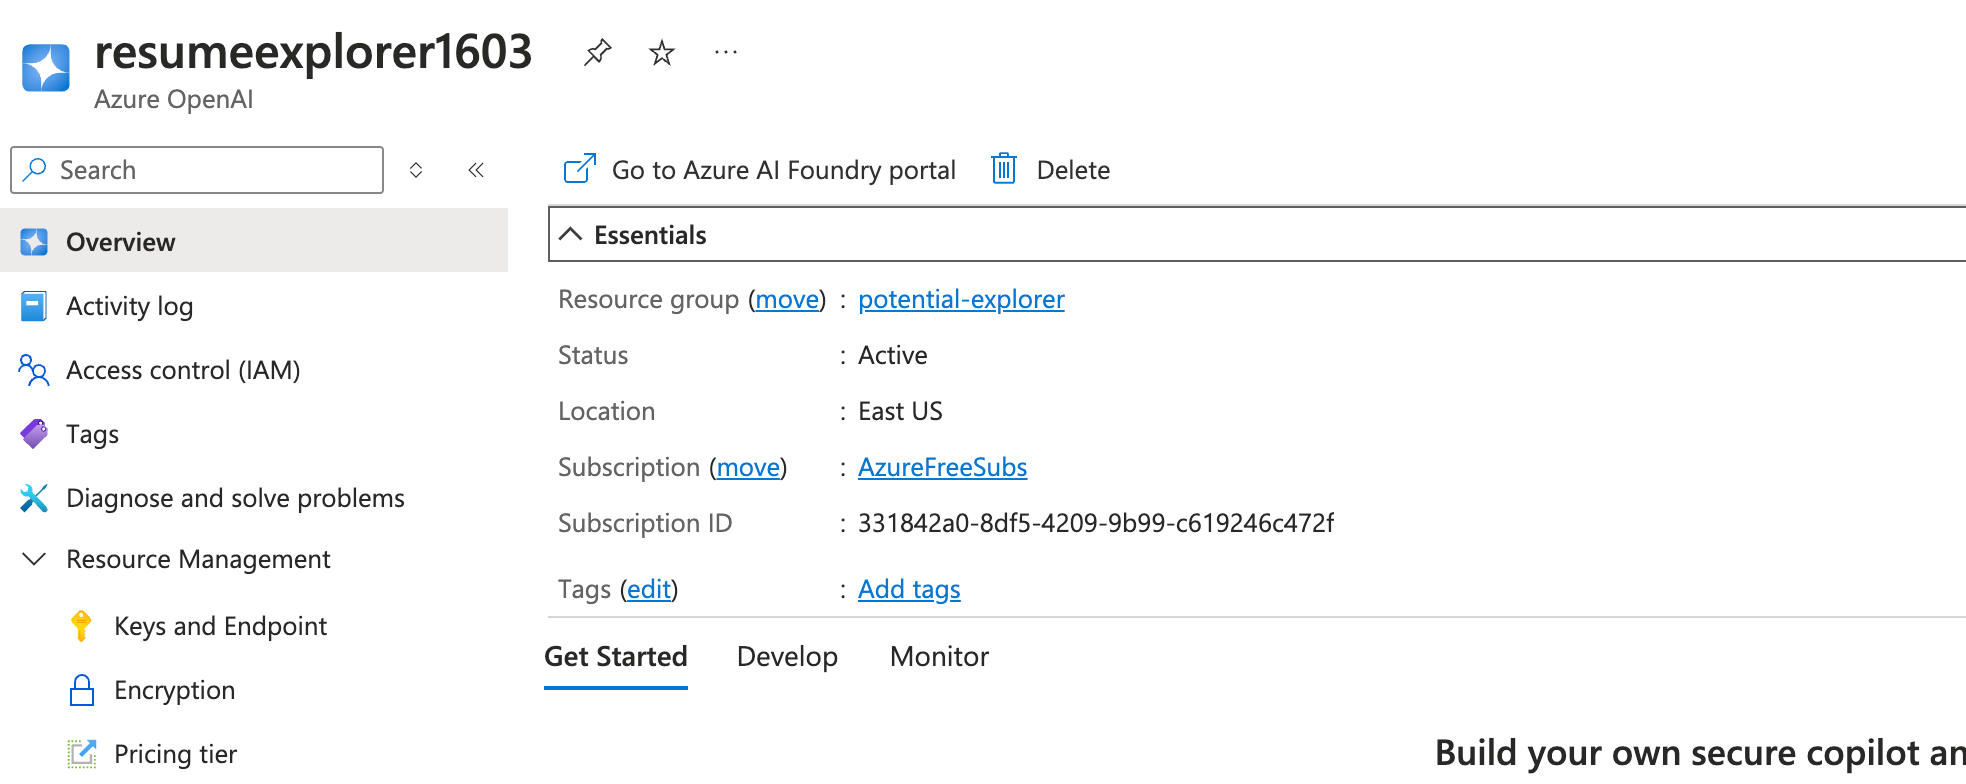 resumeexplorer1603
Azure OpenAI
Search
Overview
Activity log
Access control (IAM)
Tags
Diagnose and solve problems
Resource Management
Keys and Endpoint
Encryption
Pricing tier
Go to Azure AI Foundry portal Delete
Essentials
Resource group (move) : potential-explorer
Status : Active
Location : East US
Subscription (move) : AzureFreeSubs
Subscription ID : 331842a0-8df5-4209-9b99-c619246c472f
Tags (edit) : Add tags
Get Started Develop Monitor
Build your own secure copilot an